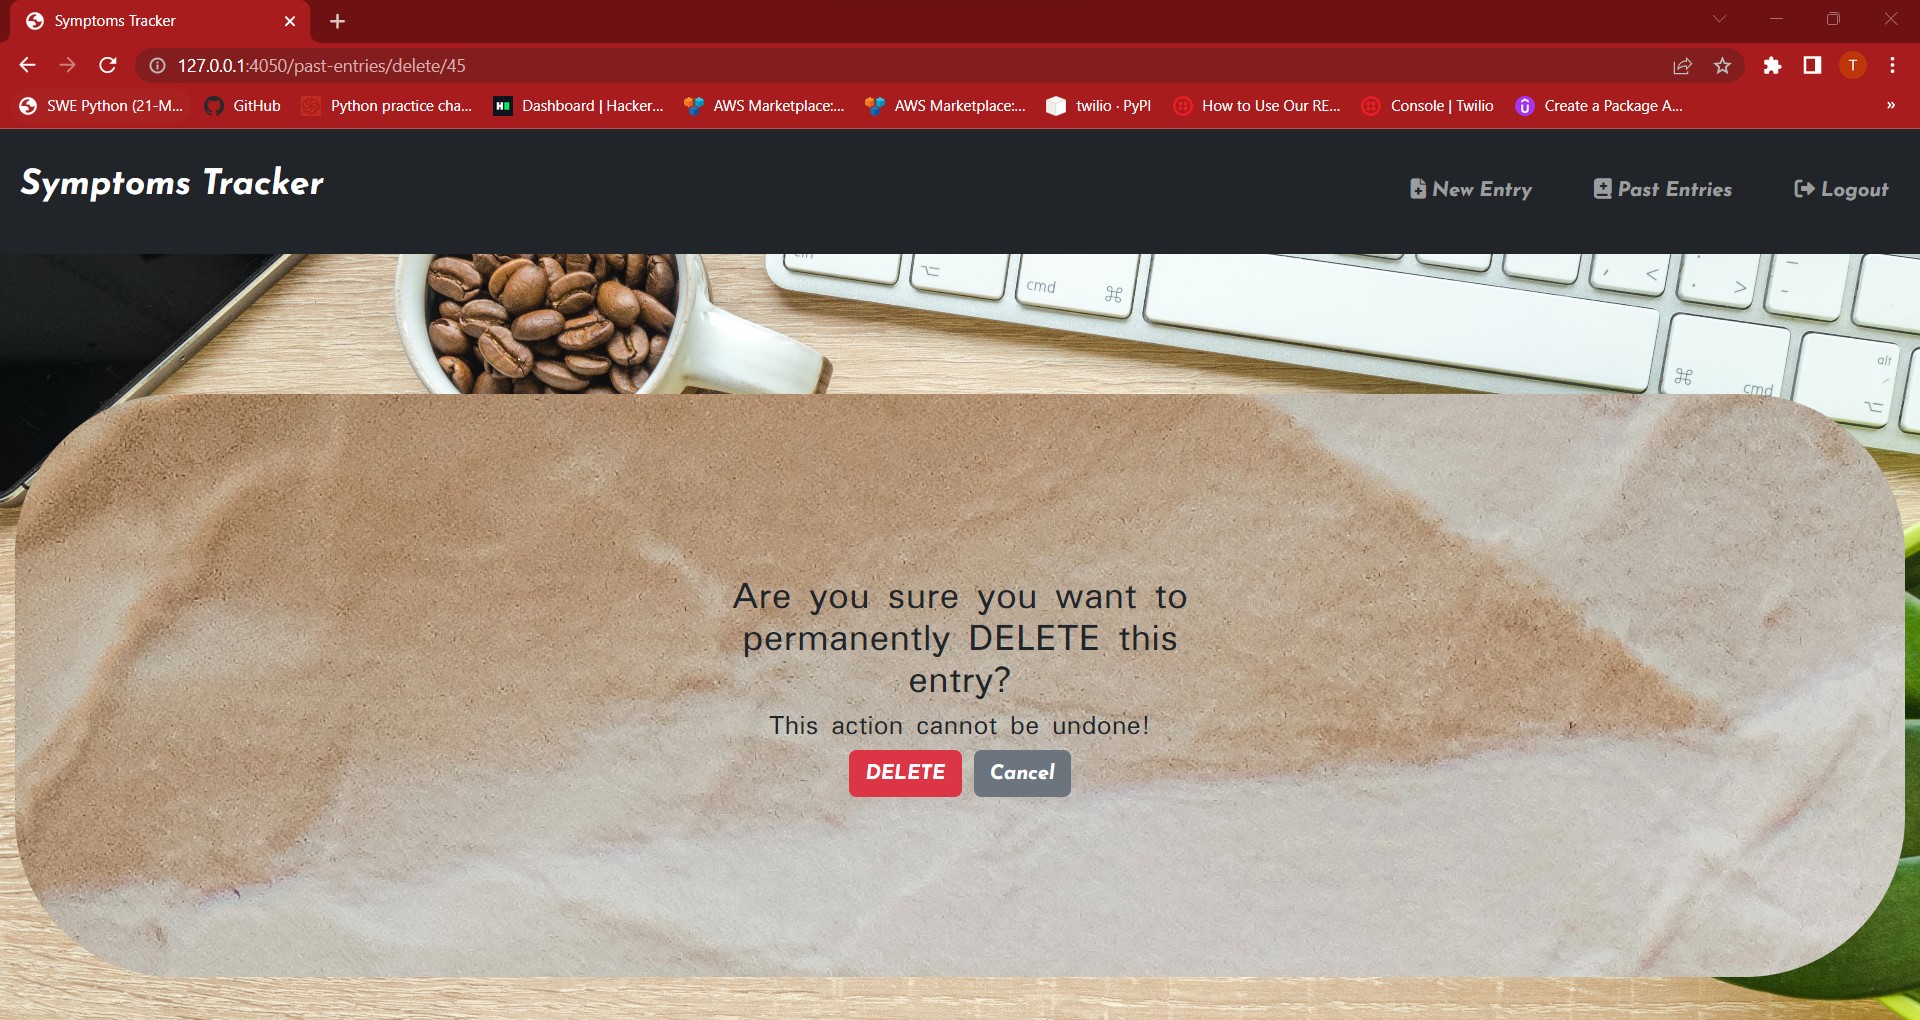 Symptoms Tracker
127.0.0.1:4050/past-entries/delete/45
T
SWE Python (21-M... GitHub Python practice cha... Dashboard | Hacker... AWS Marketplace:... AWS Marketplace:... twilio · PyPI How to Use Our RE... Console | Twilio Create a Package A... »
Symptoms Tracker
New Entry Past Entries Logout
cmd ⌘
⌘ cmd
alt
Are you sure you want to
permanently DELETE this
entry?
This action cannot be undone!
DELETE Cancel